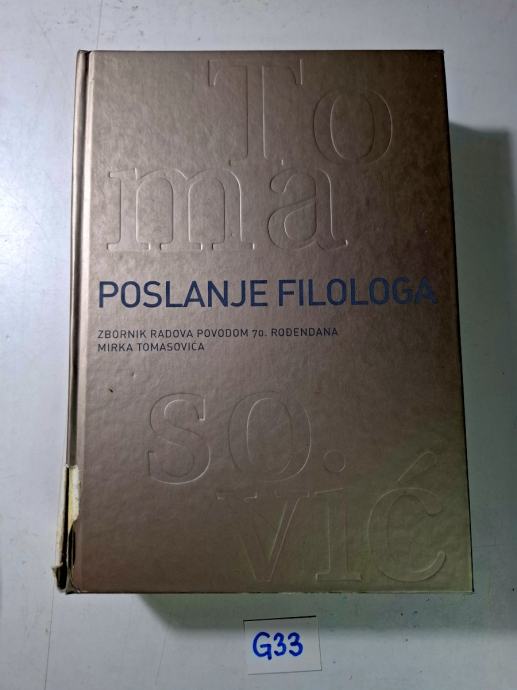 To
ma
POSLANJE FILOLOGA
ZBORNIK RADOVA POVODOM 70. ROĐENDANA
MIRKA TOMASOVIĆA
so.
vić
G33